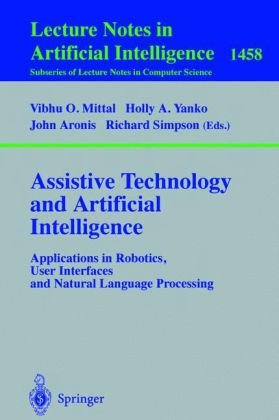 Lecture Notes in
Artificial Intelligence 1458
Subseries of Lecture Notes in Computer Science
Vibhu O. Mittal Holly A. Yanko
John Aronis Richard Simpson (Eds.)
Assistive Technology
and Artificial
Intelligence
Applications in Robotics,
User Interfaces
and Natural Language Processing
Springer